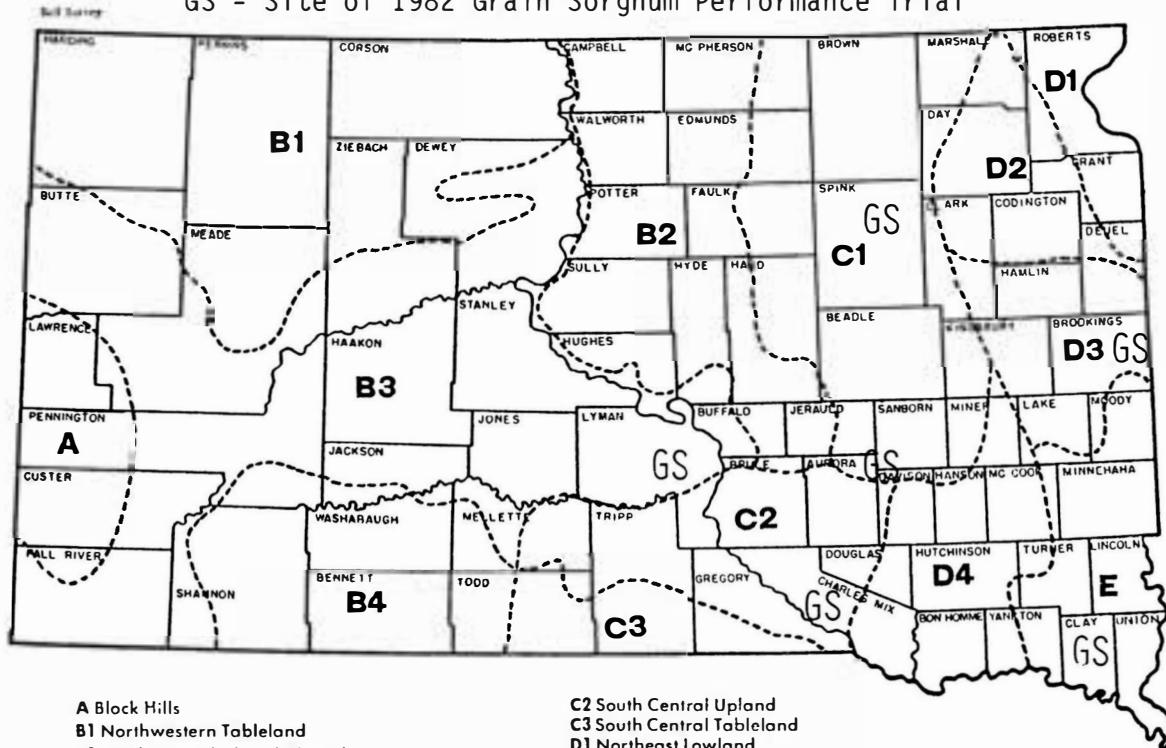 GS - Site of 1982 Grain Sorghum Performance Trial
HARDING
PERKINS
CORSON
CAMPBELL
MC PHERSON
BROWN
MARSHAL
ROBERTS
D1
WALWORTH
EDMUNDS
DAY
B1
ZIEBACH
DEWEY
D2
GRANT
BUTTE
POTTER
FAULK
SPINK
GS
ARK
CODINGTON
MEADE
B2
DEUEL
C1
SULLY
HYDE
HAMLIN
STANLEY
LAWRENCE
HAAKON
HUGHES
BEADLE
BROOKINGS
D3
GS
B3
PENNINGTON
A
JONES
LYMAN
BUFFALO
JERAULD
SANBORN
MINER
LAKE
MOODY
JACKSON
GS
AURORA
GS
CUSTER
HANSON
MC COOK
MINNEHAHA
WASHABAUGH
MELLETTE
TRIPP
C2
FALL RIVER
DOUGLAS
HUTCHINSON
TURNER
LINCOLN
SHANNON
BENNETT
TODD
GREGORY
CHARLES MIX
D4
E
B4
C3
GS
BON HOMME
YANKTON
CLAY
UNION
GS
A Block Hills
B1 Northwestern Tableland
C2 South Central Upland
C3 South Central Tableland
D1 Northeast Lowland